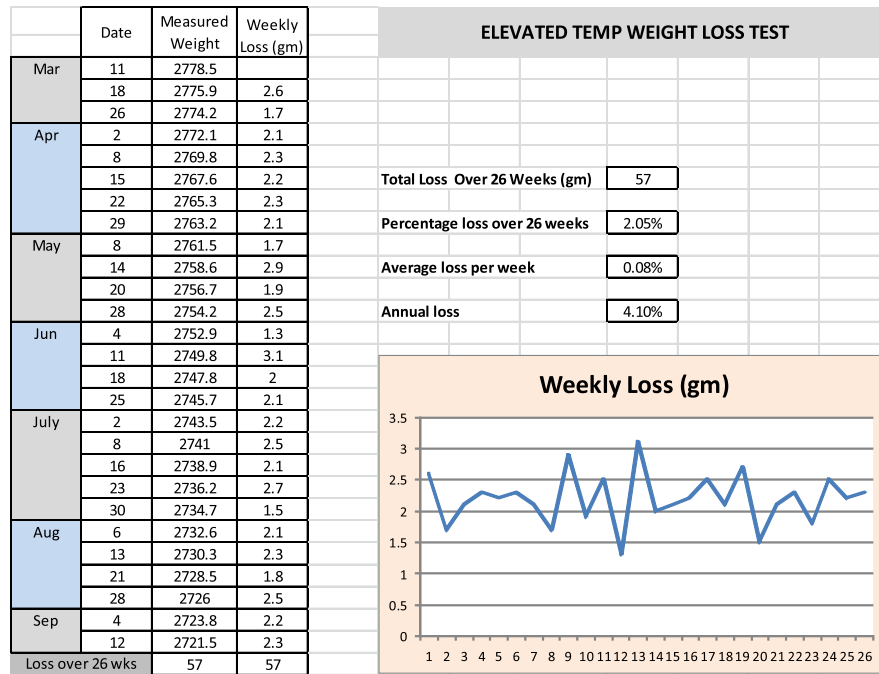 ELEVATED TEMP WEIGHT LOSS TEST
Date Measured Weight Weekly Loss (gm)
Mar 11 2778.5
18 2775.9 2.6
26 2774.2 1.7
Apr 2 2772.1 2.1
8 2769.8 2.3
15 2767.6 2.2
22 2765.3 2.3
29 2763.2 2.1
May 8 2761.5 1.7
14 2758.6 2.9
20 2756.7 1.9
28 2754.2 2.5
Jun 4 2752.9 1.3
11 2749.8 3.1
18 2747.8 2
25 2745.7 2.1
July 2 2743.5 2.2
8 2741 2.5
16 2738.9 2.1
23 2736.2 2.7
30 2734.7 1.5
Aug 6 2732.6 2.1
13 2730.3 2.3
21 2728.5 1.8
28 2726 2.5
Sep 4 2723.8 2.2
12 2721.5 2.3
Loss over 26 wks 57 57
Total Loss Over 26 Weeks (gm) 57
Percentage loss over 26 weeks 2.05%
Average loss per week 0.08%
Annual loss 4.10%
Weekly Loss (gm)
3.5
3
2.5
2
1.5
1
0.5
0
1 2 3 4 5 6 7 8 9 10 11 12 13 14 15 16 17 18 19 20 21 22 23 24 25 26